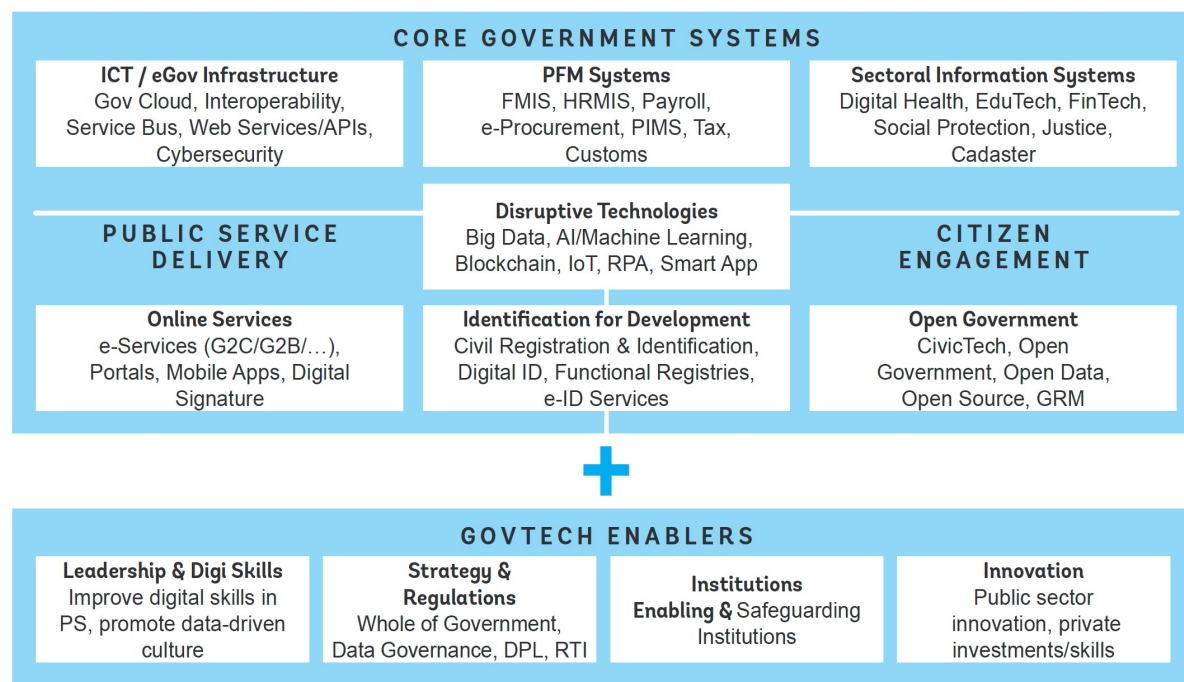 CORE GOVERNMENT SYSTEMS
ICT / eGov Infrastructure
Gov Cloud, Interoperability,
Service Bus, Web Services/APIs,
Cybersecurity
PFM Systems
FMIS, HRMIS, Payroll,
e-Procurement, PIMS, Tax,
Customs
Sectoral Information Systems
Digital Health, EduTech, FinTech,
Social Protection, Justice,
Cadaster
Disruptive Technologies
Big Data, AI/Machine Learning,
Blockchain, IoT, RPA, Smart App
PUBLIC SERVICE
DELIVERY
CITIZEN
ENGAGEMENT
Online Services
e-Services (G2C/G2B/…),
Portals, Mobile Apps, Digital
Signature
Identification for Development
Civil Registration & Identification,
Digital ID, Functional Registries,
e-ID Services
Open Government
CivicTech, Open
Government, Open Data,
Open Source, GRM
+
GOVTECH ENABLERS
Leadership & Digi Skills
Improve digital skills in
PS, promote data-driven
culture
Strategy &
Regulations
Whole of Government,
Data Governance, DPL, RTI
Institutions
Enabling & Safeguarding
Institutions
Innovation
Public sector
innovation, private
investments/skills